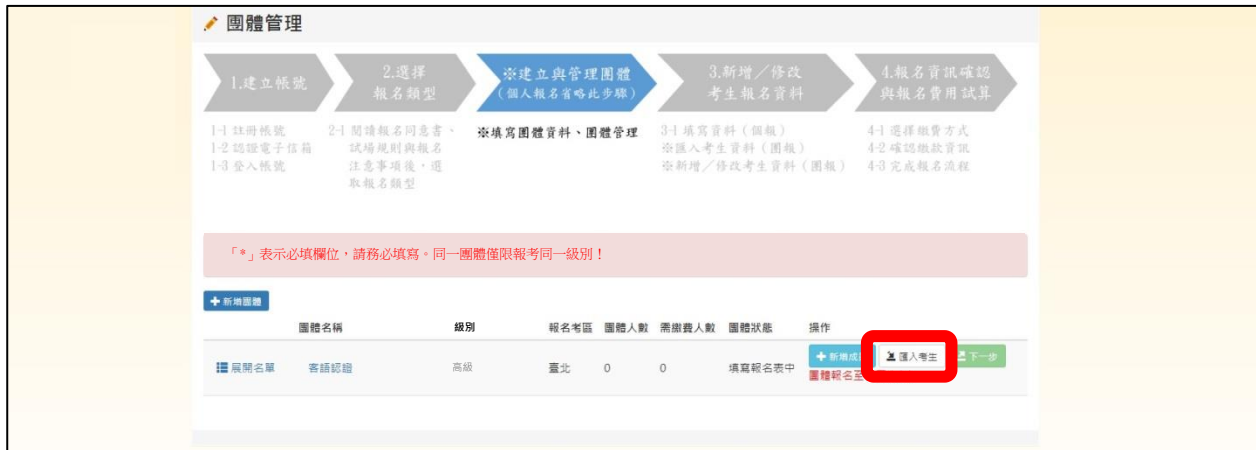 團體管理
1.建立帳號
2.選擇
報名類型
※建立與管理團體
(個人報名省略此步驟)
3.新增／修改
考生報名資料
4.報名資訊確認
與報名費用試算
1-1 註冊帳號
1-2 認證電子信箱
1-3 登入帳號
2-1 閱讀報名同意書、
試場規則與報名
注意事項後，選
取報名類型
※填寫團體資料、團體管理
3-1 填寫資料（個報）
※匯入考生資料（團報）
※新增／修改考生資料（團報）
4-1 選擇繳費方式
4-2 確認繳款資訊
4-3 完成報名流程
「*」表示必填欄位，請務必填寫。同一團體僅限報考同一級別！
新增團體
團體名稱 級別 報名考區 團體人數 需繳費人數 團體狀態 操作
展開名單 客語認證 高級 臺北 0 0 填寫報名表中 新增成 匯入考生 下一步
團體報名至